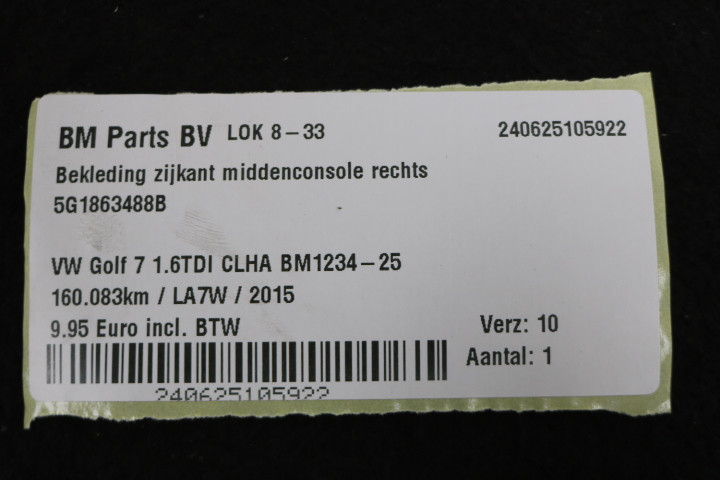 BM Parts BV LOK 8-33 240625105922
Bekleding zijkant middenconsole rechts
5G1863488B
VW Golf 7 1.6TDI CLHA BM1234-25
160.083km / LA7W / 2015
9.95 Euro incl. BTW Verz: 10
Aantal: 1
240625105922